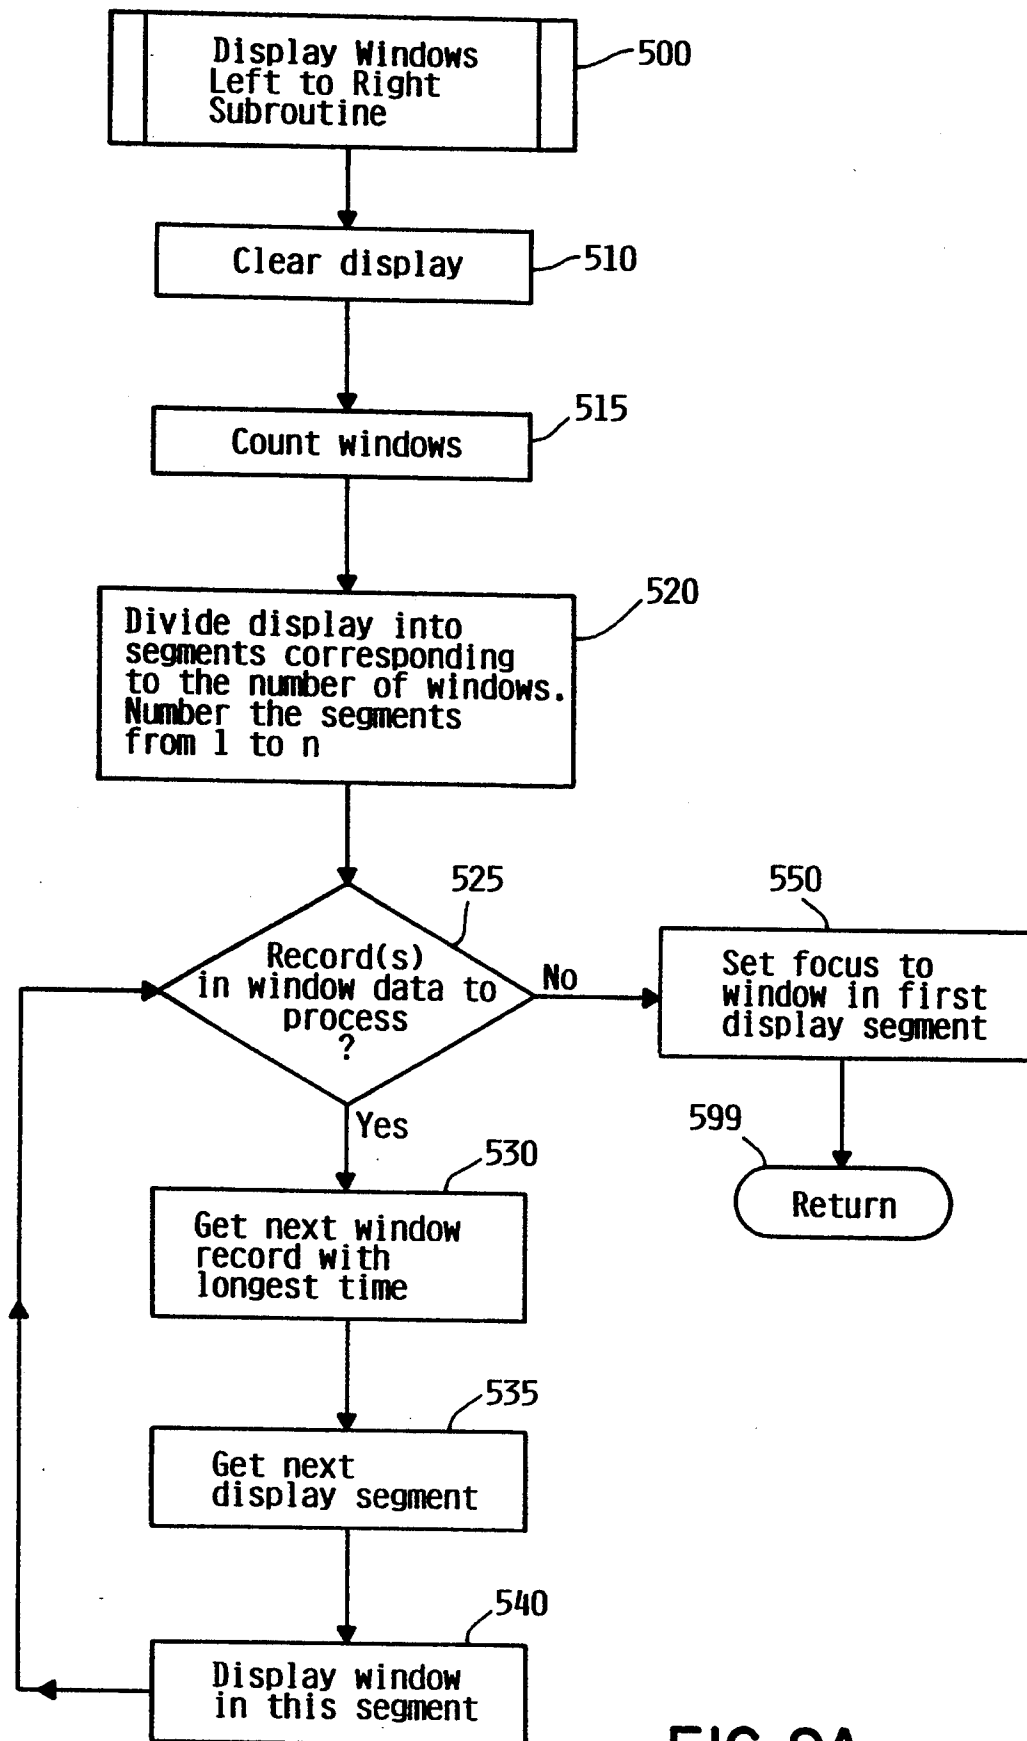 Display Windows
Left to Right
Subroutine
500
Clear display
510
515
Count windows
520
Divide display into
segments corresponding
to the number of windows.
Number the segments
from 1 to n
525
Record(s)
in window data to
process
?
No
550
Set focus to
window in first
display segment
599
Return
Yes
530
Get next window
record with
longest time
535
Get next
display segment
540
Display window
in this segment